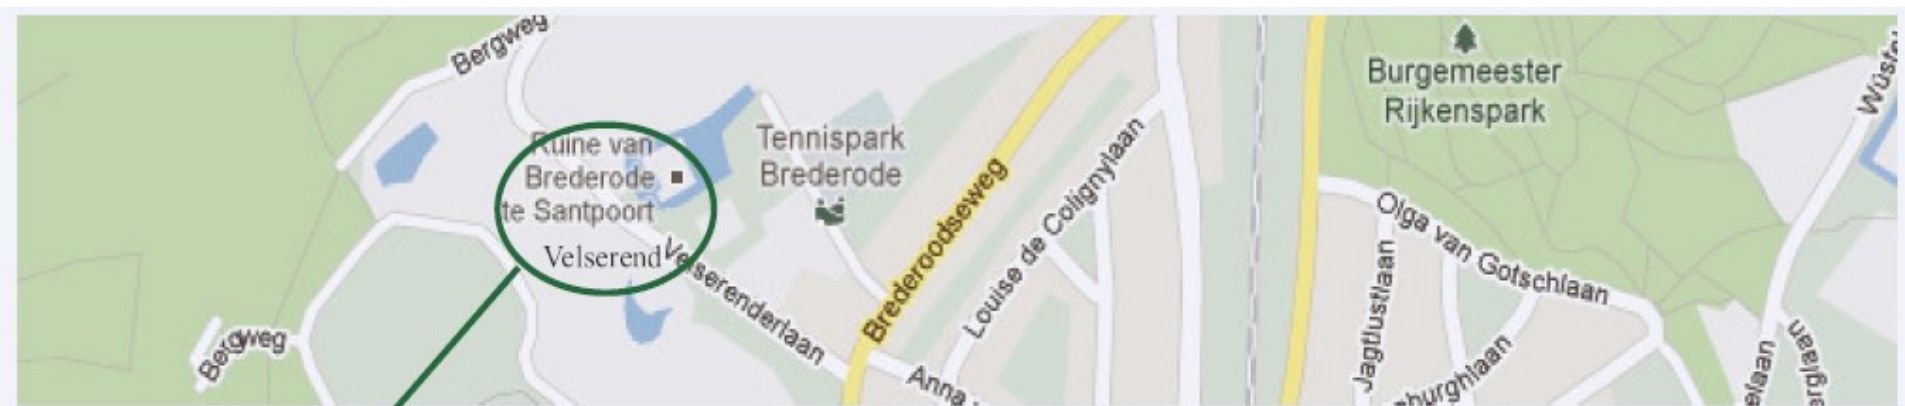 Bergweg
Ruine van
Brederode
te Santpoort
Velserend
Velserenderlaan
Tennispark
Brederode
Brederoodseweg
Louise de Colignylaan
Anna
Burgemeester
Rijkenspark
Olga van Gotschlaan
Jagtlustlaan
Bergweg